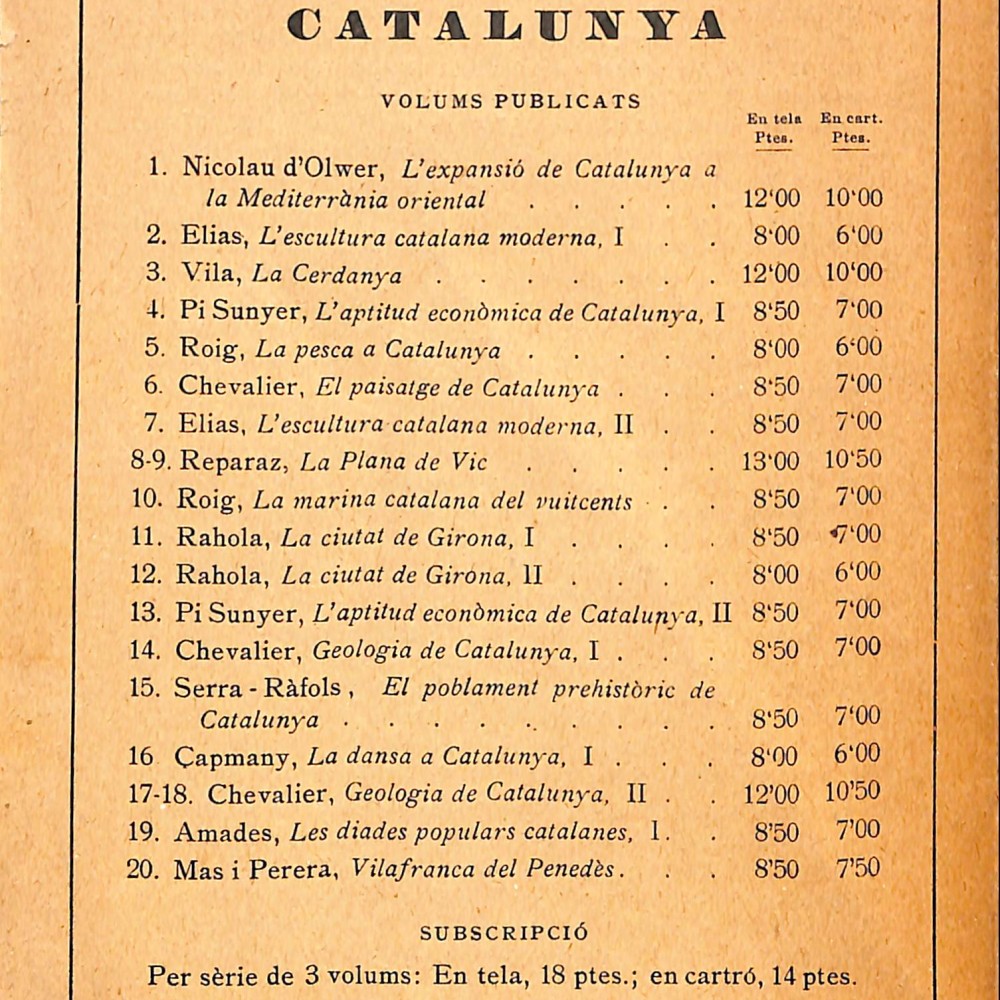 CATALUNYA
VOLUMS PUBLICATS
En tela En cart.
Ptes. Ptes.
1. Nicolau d'Olwer, L'expansió de Catalunya a
la Mediterrània oriental . . . . . 12'00 10'00
2. Elias, L'escultura catalana moderna, I . . 8'00 6'00
3. Vila, La Cerdanya . . . . . . . 12'00 10'00
4. Pi Sunyer, L'aptitud econòmica de Catalunya, I 8'50 7'00
5. Roig, La pesca a Catalunya . . . . . 8'00 6'00
6. Chevalier, El paisatge de Catalunya . . . 8'50 7'00
7. Elias, L'escultura catalana moderna, II . . 8'50 7'00
8-9. Reparaz, La Plana de Vic . . . . . 13'00 10'50
10. Roig, La marina catalana del vuitcents . . 8'50 7'00
11. Rahola, La ciutat de Girona, I . . . . 8'50 7'00
12. Rahola, La ciutat de Girona, II . . . . 8'00 6'00
13. Pi Sunyer, L'aptitud econòmica de Catalunya, II 8'50 7'00
14. Chevalier, Geologia de Catalunya, I . . . 8'50 7'00
15. Serra-Ràfols, El poblament prehistòric de
Catalunya . . . . . . . . . 8'50 7'00
16 Çapmany, La dansa a Catalunya, I . . . 8'00 6'00
17-18. Chevalier, Geologia de Catalunya, II . . 12'00 10'50
19. Amades, Les diades populars catalanes, I. . 8'50 7'00
20. Mas i Perera, Vilafranca del Penedès. . . 8'50 7'50
SUBSCRIPCIÓ
Per sèrie de 3 volums: En tela, 18 ptes.; en cartró, 14 ptes.